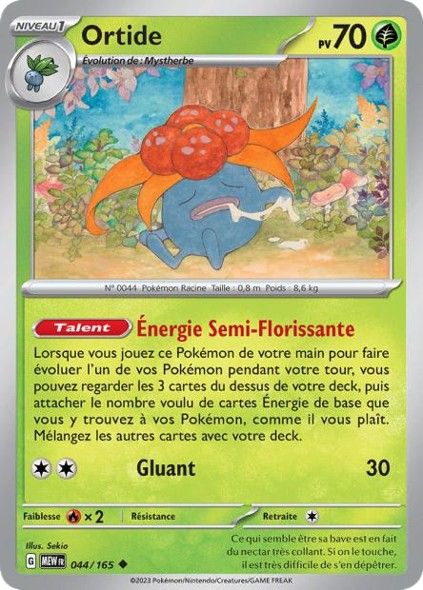 NIVEAU 1
Ortide
PV 70
Évolution de : Mystherbe
N° 0044 Pokémon Racine Taille : 0,8 m Poids : 8,6 kg
Talent Énergie Semi-Florissante
Lorsque vous jouez ce Pokémon de votre main pour faire
évoluer l'un de vos Pokémon pendant votre tour, vous
pouvez regarder les 3 cartes du dessus de votre deck, puis
attacher le nombre voulu de cartes Énergie de base que
vous y trouvez à vos Pokémon, comme il vous plaît.
Mélangez les autres cartes avec votre deck.
Gluant 30
Faiblesse ×2 Résistance Retraite
Illus. Sekio
G MEW FR 044/165
©2023 Pokémon/Nintendo/Creatures/GAME FREAK
Ce qui semble être sa bave est en fait
du nectar très collant. Si on le touche,
il est très difficile de s'en dépêtrer.